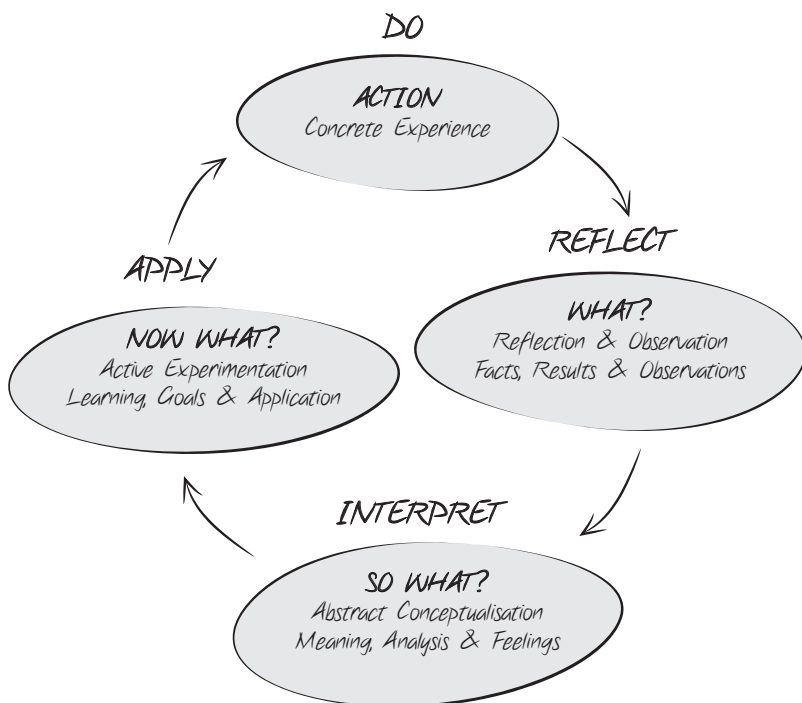 DO
ACTION
Concrete Experience
REFLECT
WHAT?
Reflection & Observation
Facts, Results & Observations
INTERPRET
SO WHAT?
Abstract Conceptualisation
Meaning, Analysis & Feelings
APPLY
NOW WHAT?
Active Experimentation
Learning, Goals & Application